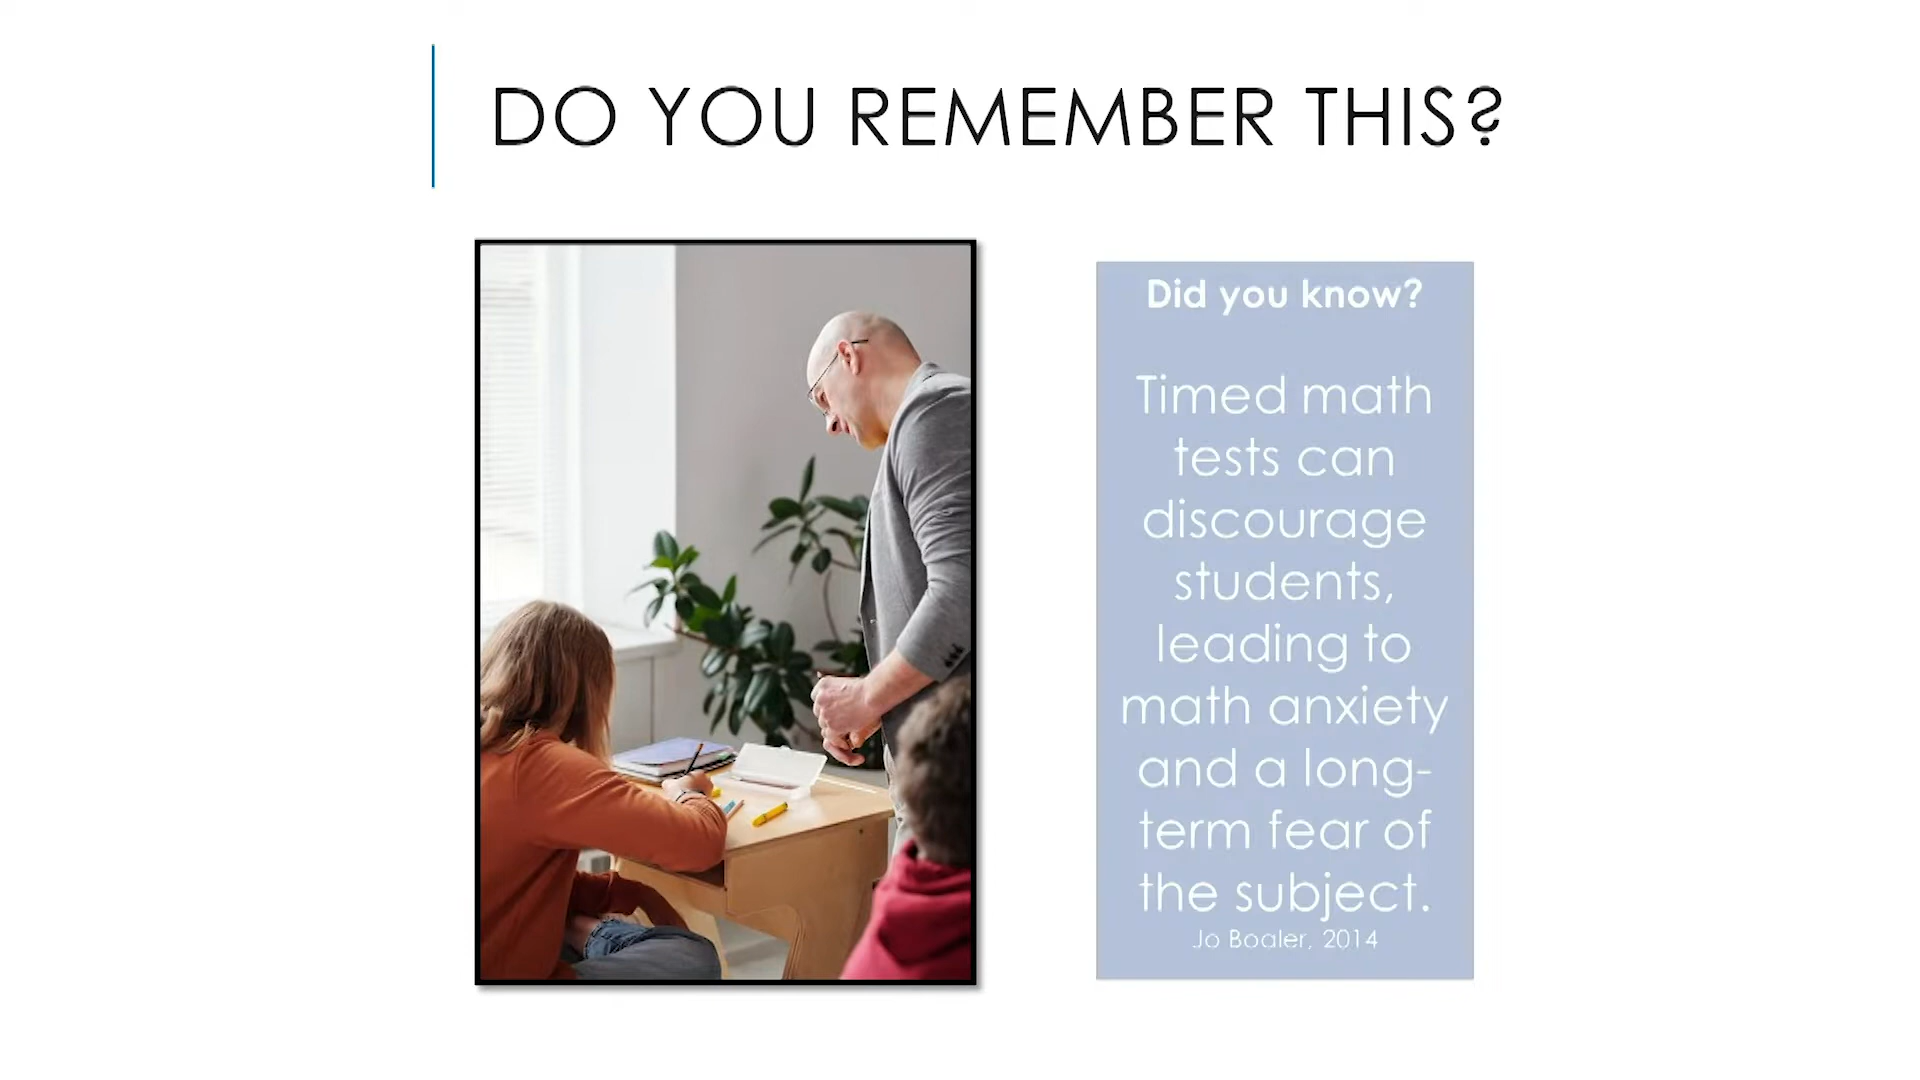 DO YOU REMEMBER THIS?
Did you know?
Timed math
tests can
discourage
students,
leading to
math anxiety
and a long-
term fear of
the subject.
Jo Boaler, 2014